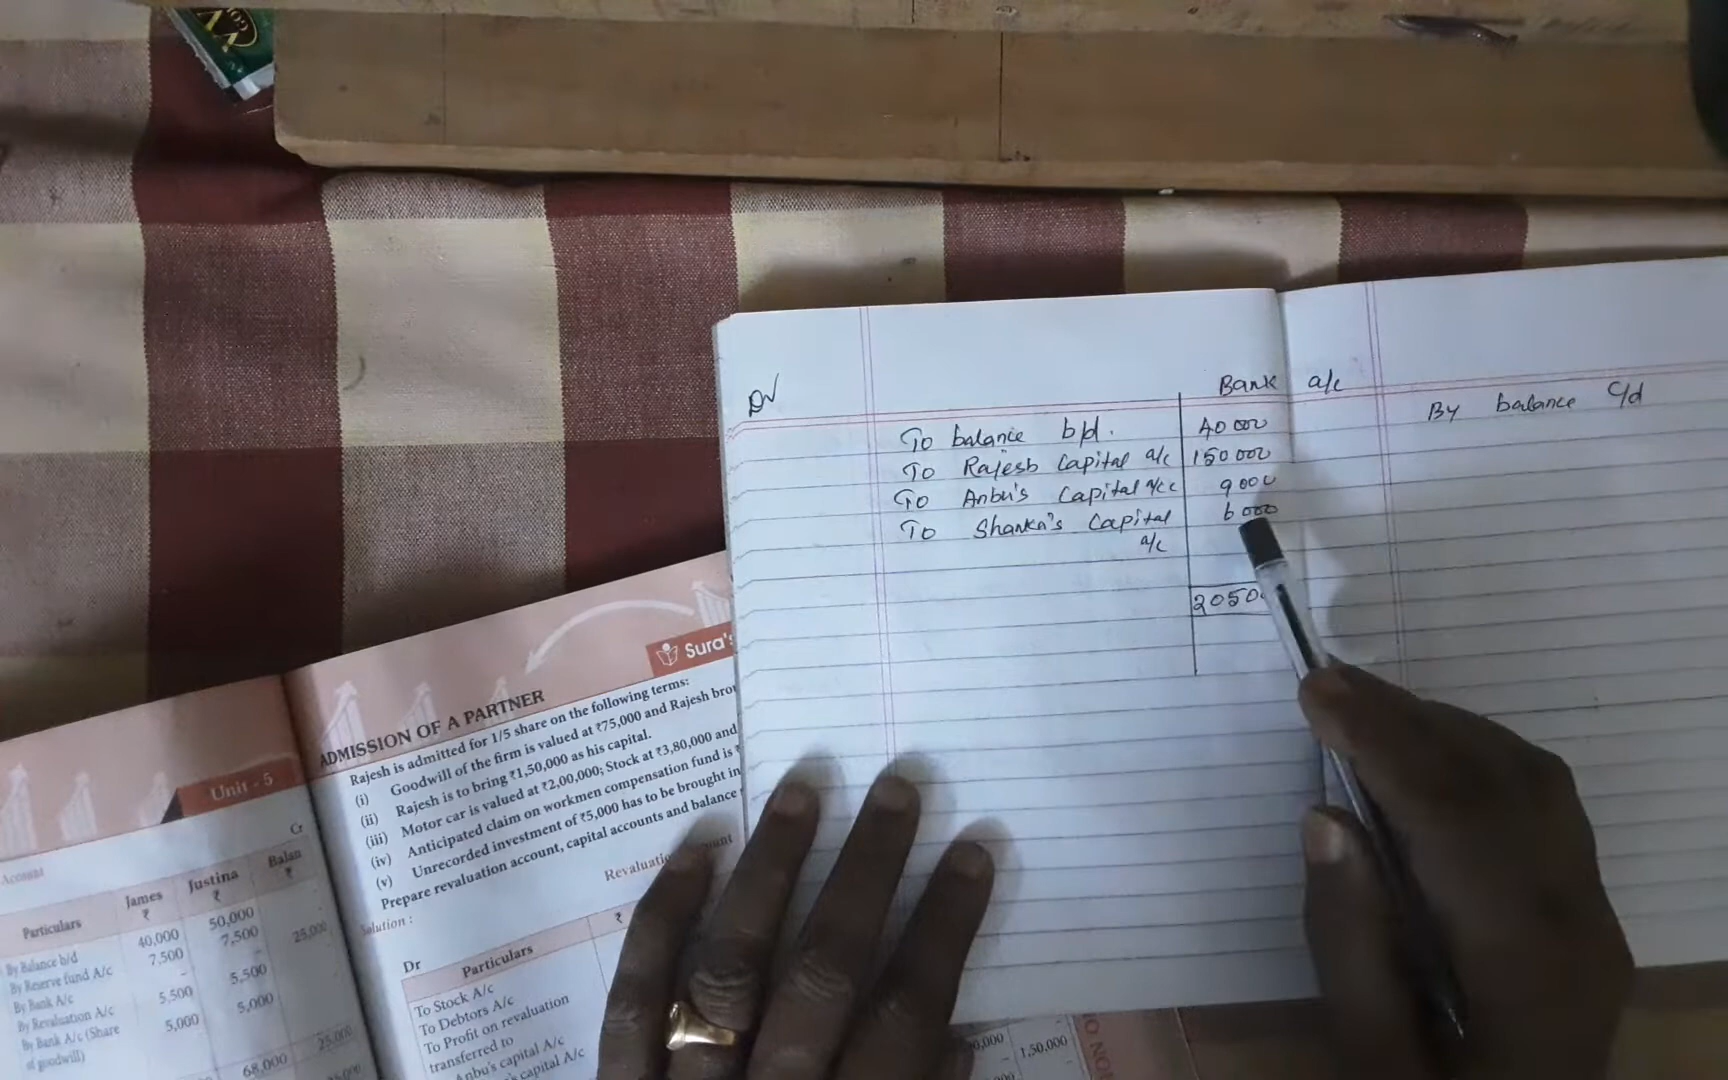 Dr
Bank a/c
To balance b/d. 40000
To Rajesh Capital a/c 150000
To Anbu's Capital a/c 9000
To Shanka's Capital 6000
a/c
2050
By balance c/d
Sura's
ADMISSION OF A PARTNER
Rajesh is admitted for 1/5 share on the following terms:
(i) Goodwill of the firm is valued at ₹75,000 and Rajesh
(ii) Rajesh is to bring ₹1,50,000 as his capital.
(iii) Motor car is valued at ₹2,00,000; Stock at ₹3,80,000 and
(iv) Anticipated claim on workmen compensation fund is
(v) Unrecorded investment of ₹5,000 has to be brought in
Prepare revaluation account, capital accounts and balance
Solution :
Dr
Particulars ₹
To Stock A/c
To Debtors A/c
To Profit on revaluation
transferred to
Anbu's capital A/c
capital A/c
Unit - 5
Account
Cr
Particulars James Justina
₹ ₹ ₹
By Balance b/d 40,000 50,000
By Reserve fund A/c 7,500 7,500
By Bank A/c - - 25,000
By Revaluation A/c 5,500 5,500
By Bank A/c (Share 5,000 5,000
of goodwill)
68,000 25,000
1,50,000